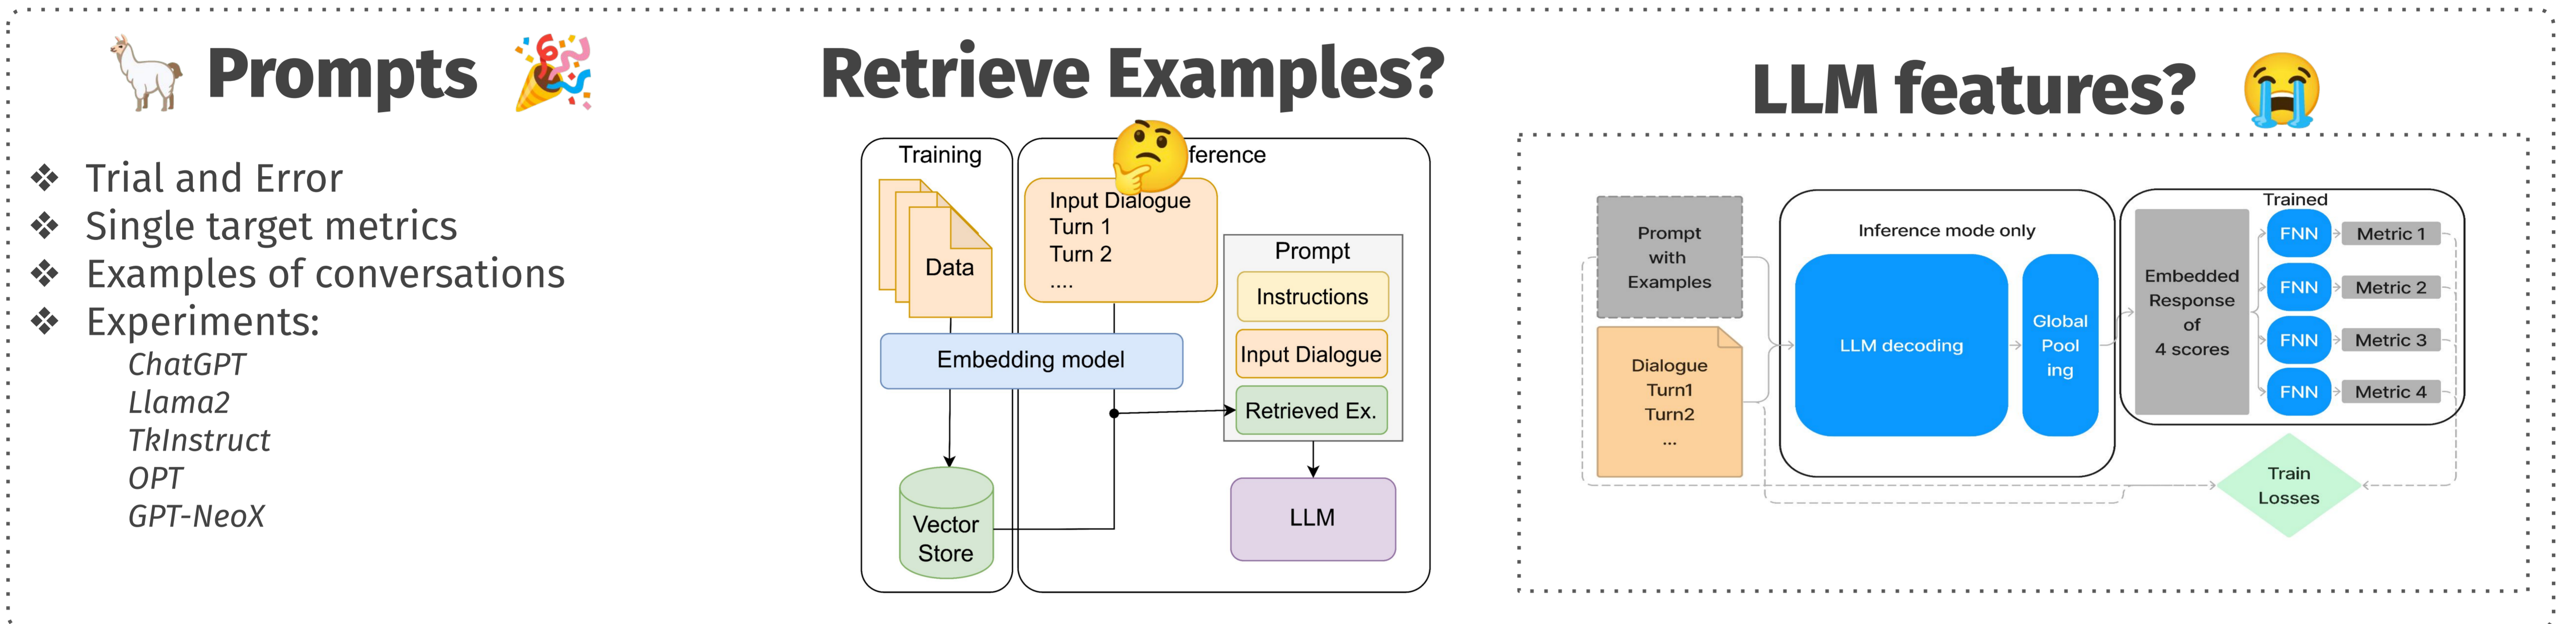 Prompts
❖ Trial and Error
❖ Single target metrics
❖ Examples of conversations
❖ Experiments:
ChatGPT
Llama2
TkInstruct
OPT
GPT-NeoX
Retrieve Examples?
Training
ference
Data
Input Dialogue
Turn 1
Turn 2
....
Embedding model
Vector
Store
Prompt
Instructions
Input Dialogue
Retrieved Ex.
LLM
LLM features?
Prompt
with
Examples
Dialogue
Turn1
Turn2
...
Inference mode only
LLM decoding
Global
Pool
ing
Trained
Embedded
Response
of
4 scores
FNN
Metric 1
FNN
Metric 2
FNN
Metric 3
FNN
Metric 4
Train
Losses